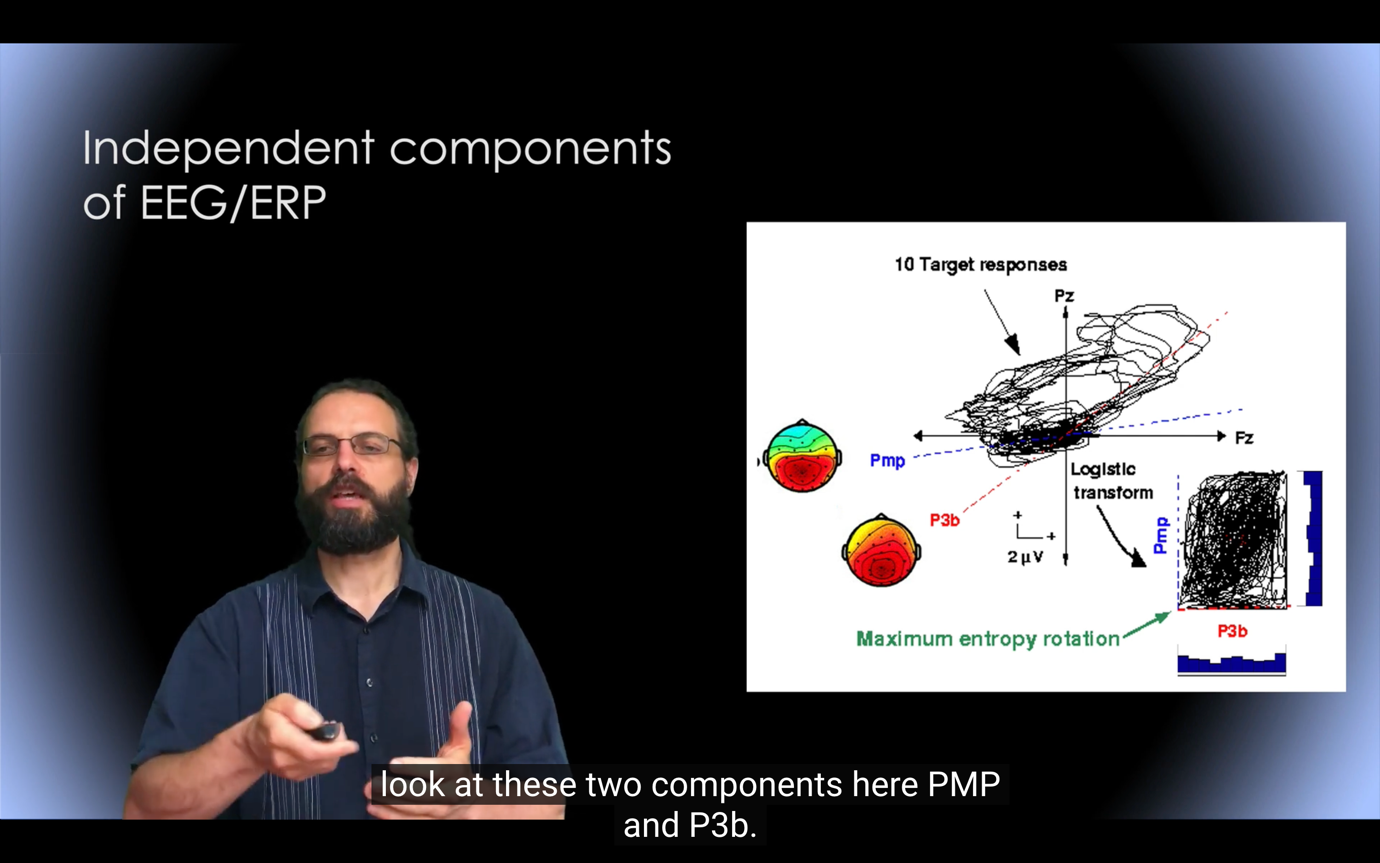 Independent components
of EEG/ERP
10 Target responses
Pz
Fz
Pmp
P3b
Logistic
transform
+
+
2 µV
Pmp
P3b
Maximum entropy rotation
look at these two components here PMP
and P3b.